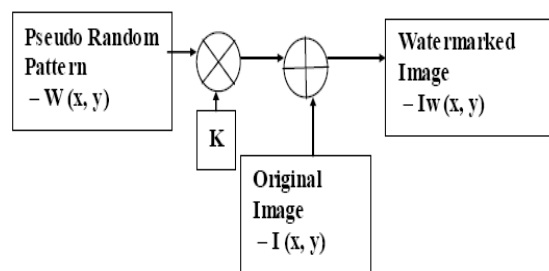 Pseudo Random
Pattern
– W (x, y)
K
Original
Image
– I (x, y)
Watermarked
Image
– Iw(x, y)